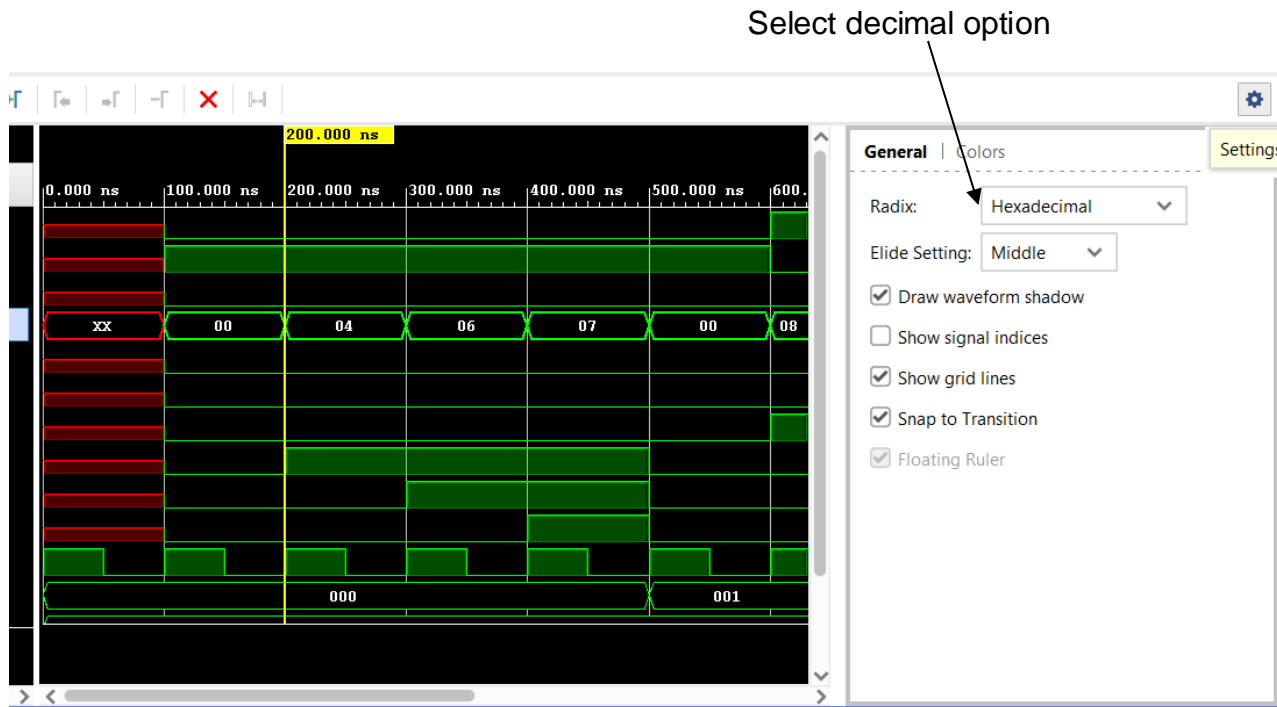 Select decimal option
200.000 ns
General | Colors
Settings
0.000 ns 100.000 ns 200.000 ns 300.000 ns 400.000 ns 500.000 ns 600.
Radix: Hexadecimal
Elide Setting: Middle
Draw waveform shadow
XX 00 04 06 07 00 08
Show signal indices
Show grid lines
Snap to Transition
Floating Ruler
000 001